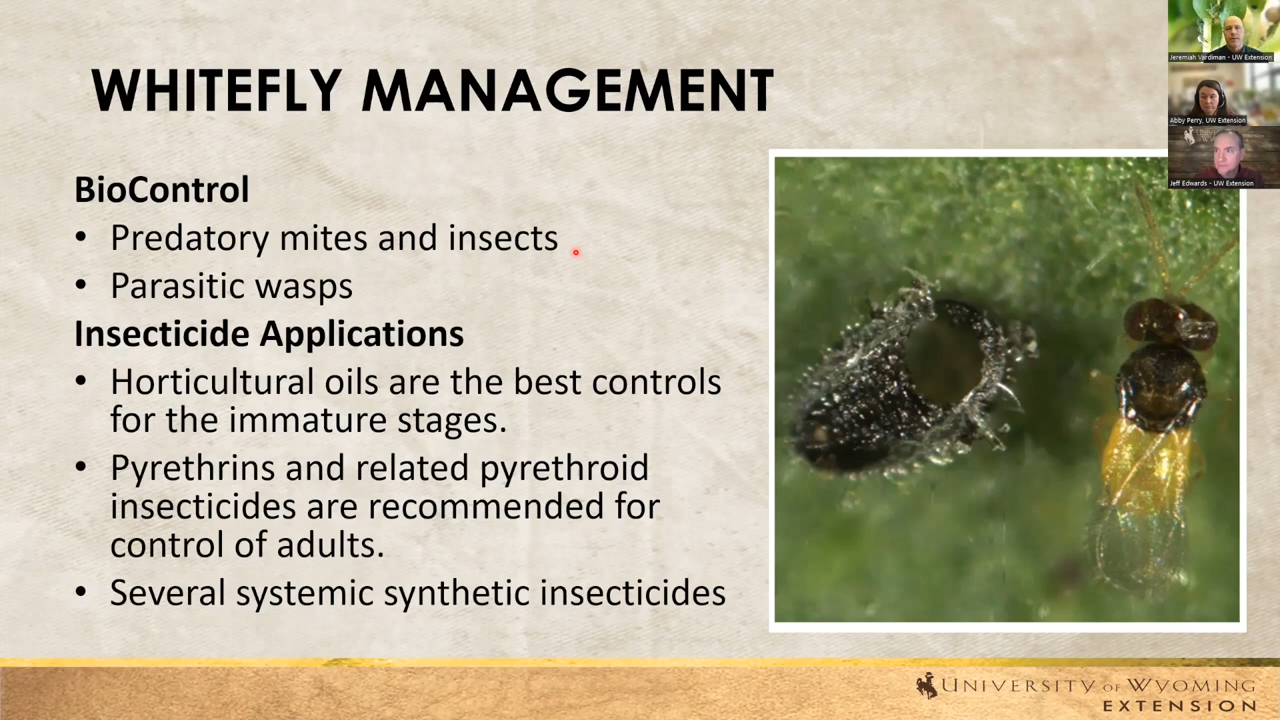 WHITEFLY MANAGEMENT
BioControl
• Predatory mites and insects
• Parasitic wasps
Insecticide Applications
• Horticultural oils are the best controls
for the immature stages.
• Pyrethrins and related pyrethroid
insecticides are recommended for
control of adults.
• Several systemic synthetic insecticides
Jeremiah Vardiman - UW Extension
Abby Perry, UW Extension
Jeff Edwards - UW Extension
UNIVERSITY OF WYOMING
EXTENSION